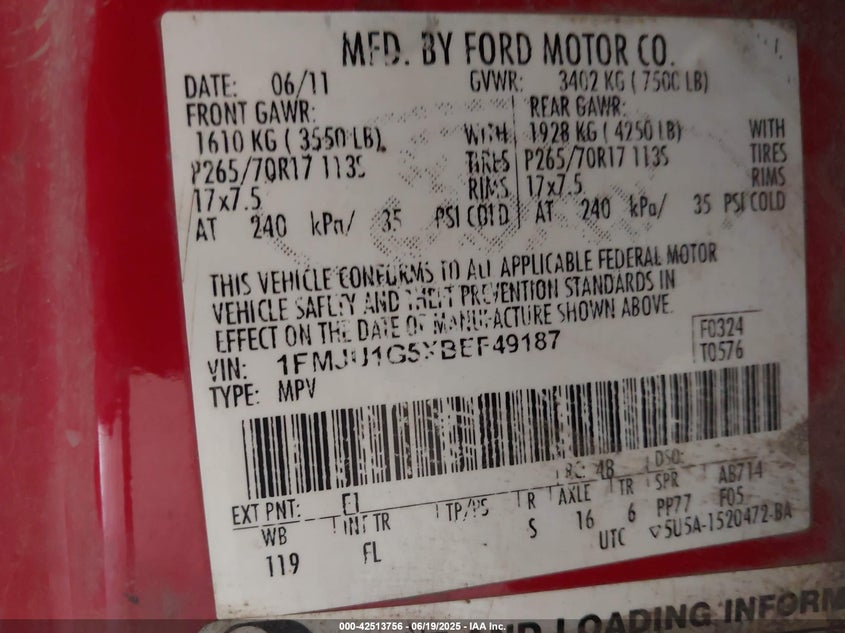 MFD. BY FORD MOTOR CO.
DATE: 06/11 GVWR: 3402 KG ( 7500 LB)
FRONT GAWR: REAR GAWR:
1610 KG ( 3550 LB) WITH 1928 KG ( 4250 LB) WITH
P265/70R17 113S TIRES P265/70R17 113S TIRES
17x7.5 RIMS 17x7.5 RIMS
AT 240 kPa/ 35 PSI COLD AT 240 kPa/ 35 PSI COLD
THIS VEHICLE CONFORMS TO ALL APPLICABLE FEDERAL MOTOR
VEHICLE SAFETY AND THEFT PREVENTION STANDARDS IN
EFFECT ON THE DATE OF MANUFACTURE SHOWN ABOVE.
VIN: 1FMJU1G5XBEF49187 F0324
TYPE: MPV T0576
RC: 48 DSO:
EXT PNT: E1 AB714
WB INT TR TP/PS R AXLE TR SPR F05
119 FL S 16 6 PP77
UTC ▽5U5A-1520472-BA
LOADING INFORM
000-42513756 - 06/19/2025 - IAA Inc.